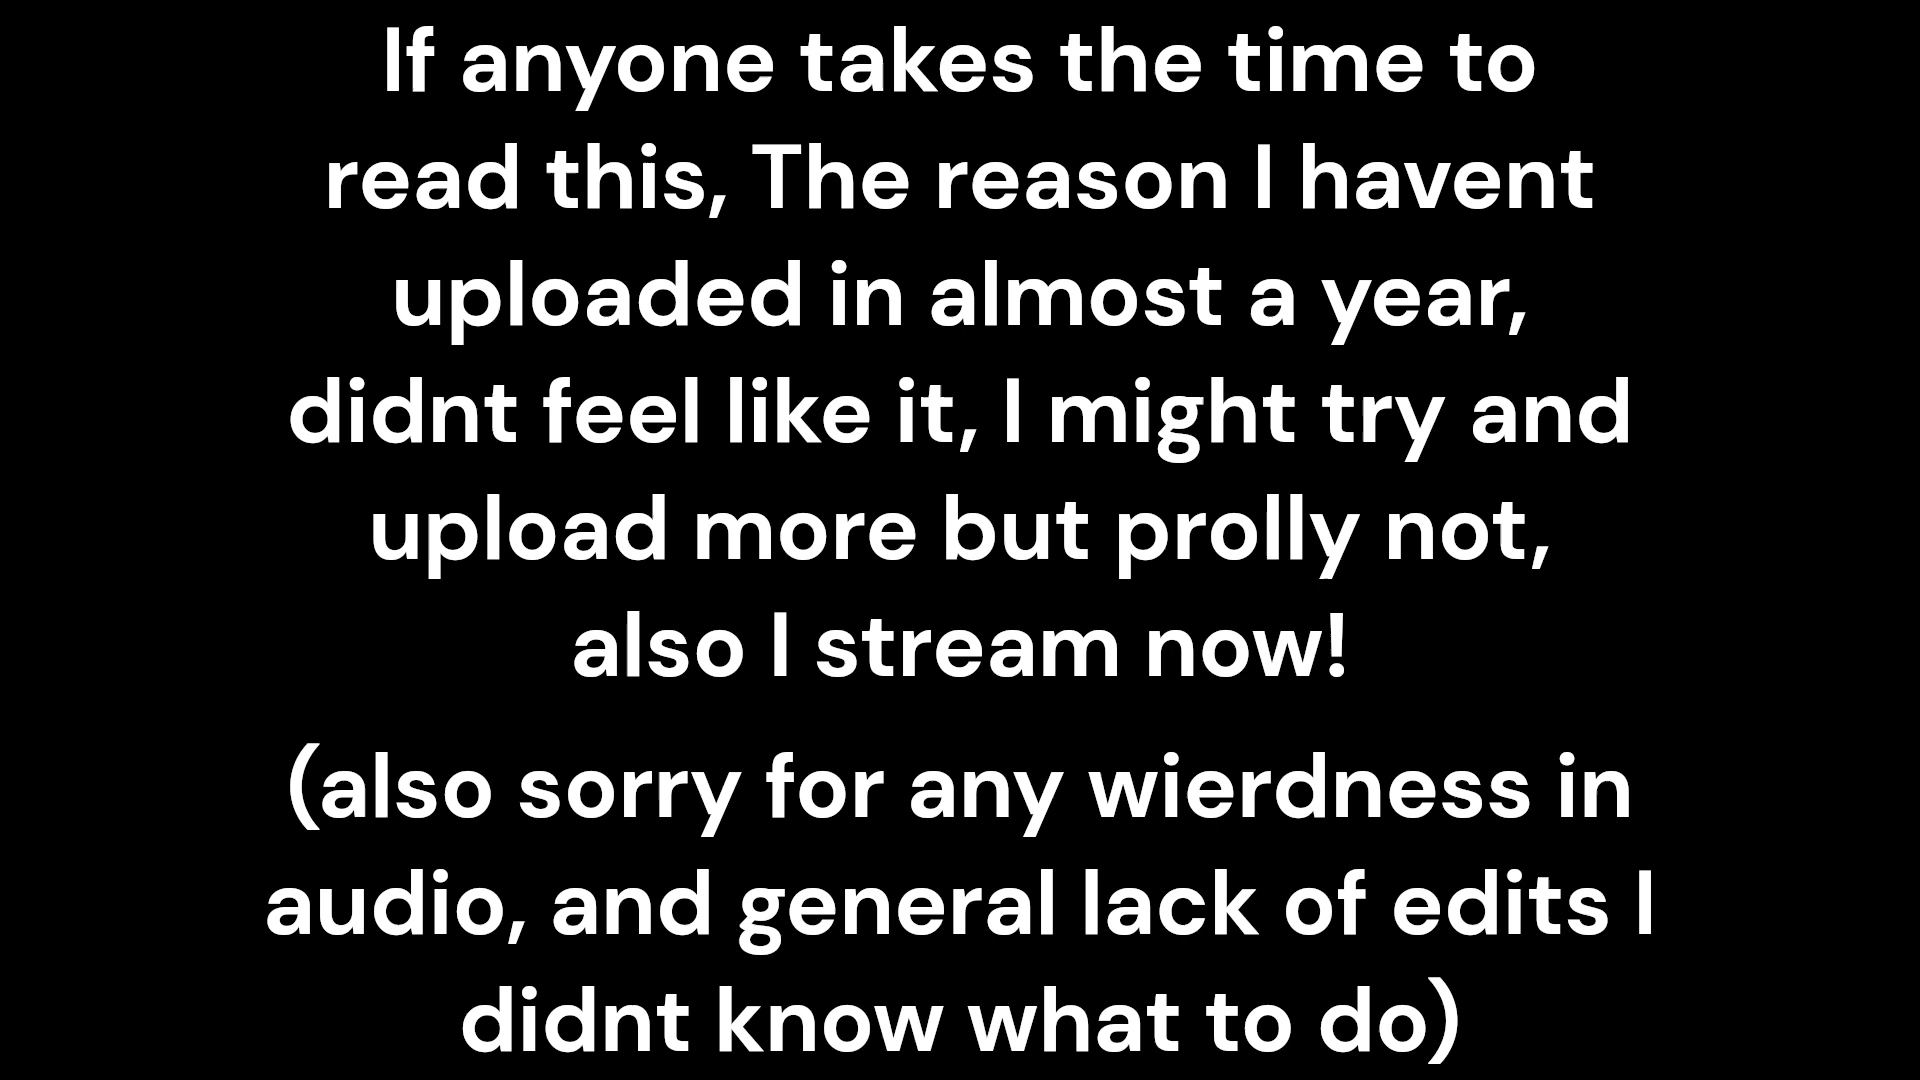 If anyone takes the time to
read this, The reason I havent
uploaded in almost a year,
didnt feel like it, I might try and
upload more but prolly not,
also I stream now!
(also sorry for any wierdness in
audio, and general lack of edits I
didnt know what to do)